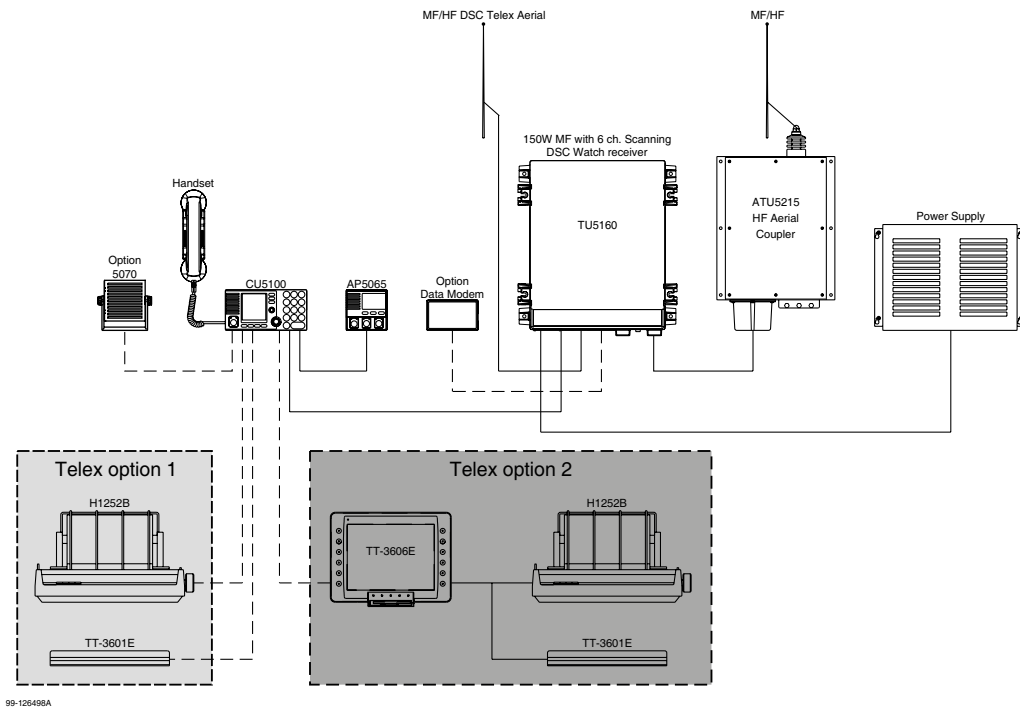 MF/HF DSC Telex Aerial
MF/HF
150W MF with 6 ch. Scanning
DSC Watch receiver
Handset
TU5160
ATU5215
HF Aerial
Coupler
Power Supply
Option
5070
CU5100
AP5065
Option
Data Modem
Telex option 1
H1252B
TT-3601E
Telex option 2
TT-3606E
H1252B
TT-3601E
99-126498A